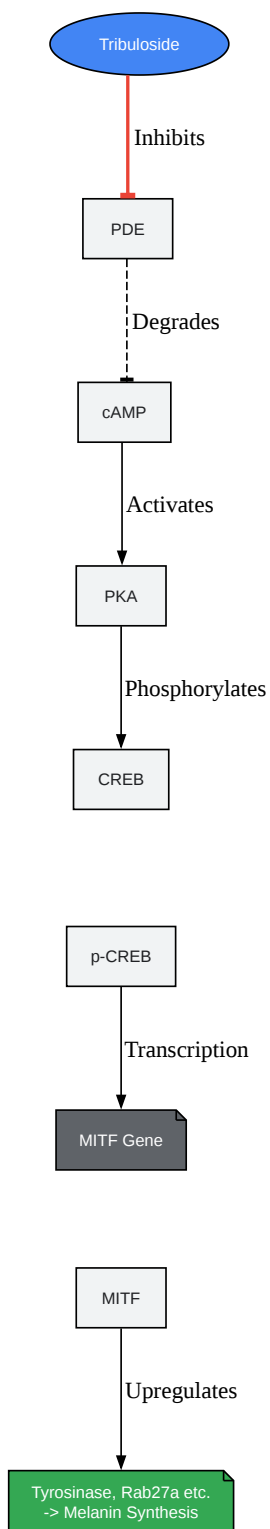 Tribuloside
Inhibits
PDE
Degrades
cAMP
Activates
PKA
Phosphorylates
CREB
p-CREB
Transcription
MITF Gene
MITF
Upregulates
Tyrosinase, Rab27a etc.
-> Melanin Synthesis